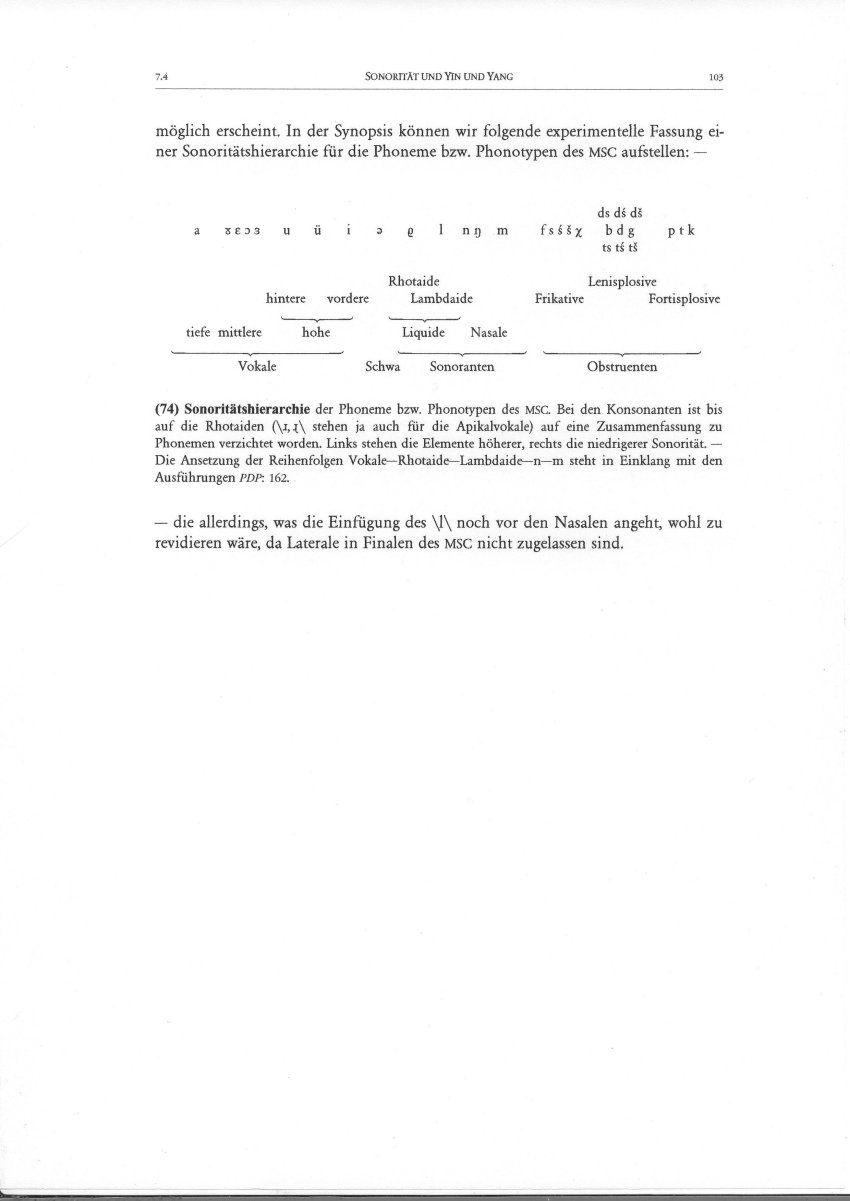 7.4 SONORITÄT UND YIN UND YANG 103
möglich erscheint. In der Synopsis können wir folgende experimentelle Fassung ei-
ner Sonoritätshierarchie für die Phoneme bzw. Phonotypen des MSC aufstellen: —
ds dś dš
a ɛ ɔ u ü i l n ŋ m f s ś š χ b d g p t k
ts tś tš
Rhotaide Lenisplosive
hintere vordere Lambdaide Frikative Fortisplosive
tiefe mittlere hohe Liquide Nasale
Vokale Schwa Sonoranten Obstruenten
(74) Sonoritätshierarchie der Phoneme bzw. Phonotypen des MSC. Bei den Konsonanten ist bis
auf die Rhotaiden (\ɹ, \ stehen ja auch für die Apikalvokale) auf eine Zusammenfassung zu
Phonemen verzichtet worden. Links stehen die Elemente höherer, rechts die niedrigerer Sonorität. —
Die Ansetzung der Reihenfolgen Vokale—Rhotaide—Lambdaide—n—m steht in Einklang mit den
Ausführungen PDP: 162.
— die allerdings, was die Einfügung des \l\ noch vor den Nasalen angeht, wohl zu
revidieren wäre, da Laterale in Finalen des MSC nicht zugelassen sind.